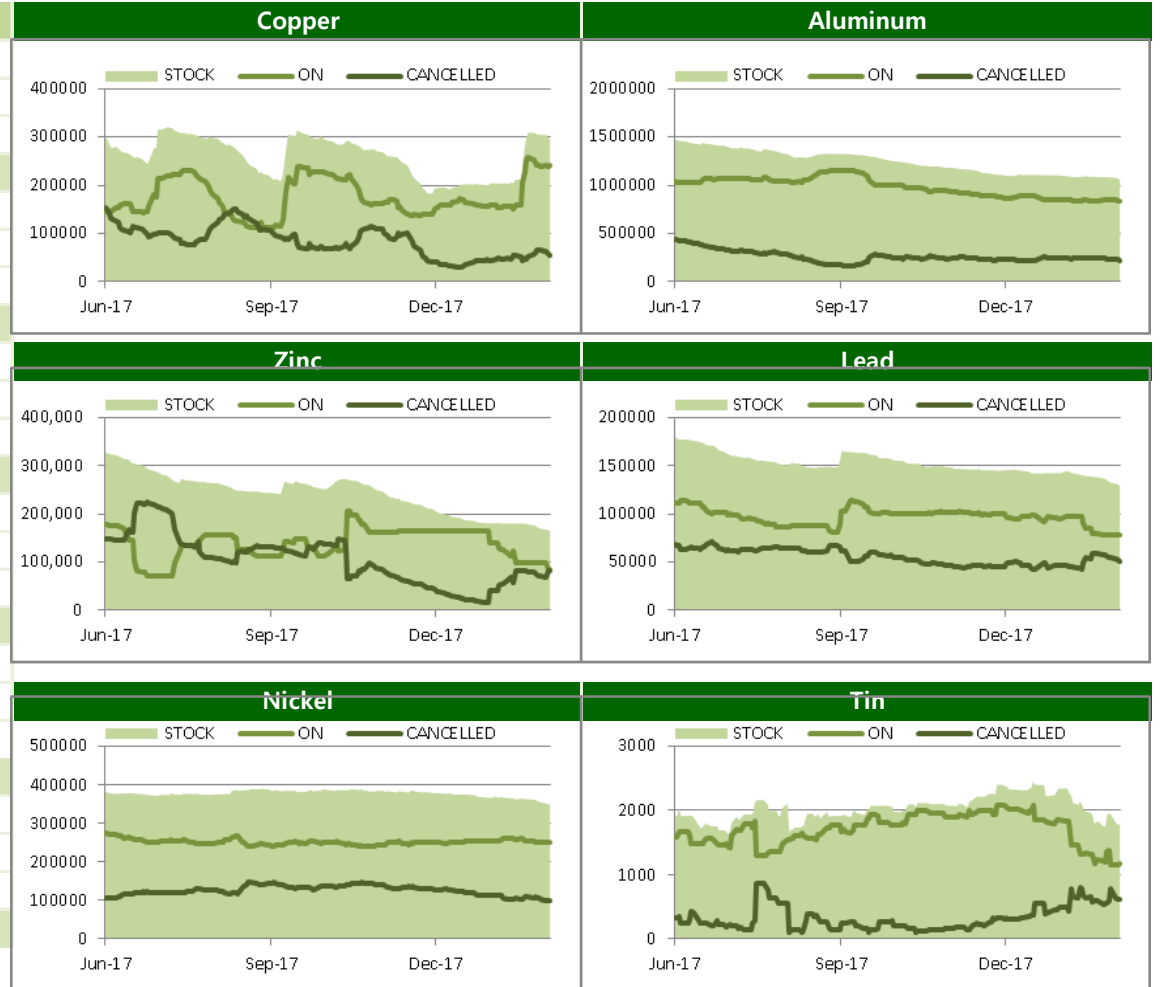 Copper
Aluminum
STOCK ON CANCELLED
STOCK ON CANCELLED
400000
300000
200000
100000
0
Jun-17 Sep-17 Dec-17
2000000
1500000
1000000
500000
0
Jun-17 Sep-17 Dec-17
Zinc
Lead
STOCK ON CANCELLED
STOCK ON CANCELLED
400,000
300,000
200,000
100,000
0
Jun-17 Sep-17 Dec-17
200000
150000
100000
50000
0
Jun-17 Sep-17 Dec-17
Nickel
Tin
STOCK ON CANCELLED
STOCK ON CANCELLED
500000
400000
300000
200000
100000
0
Jun-17 Sep-17 Dec-17
3000
2000
1000
0
Jun-17 Sep-17 Dec-17